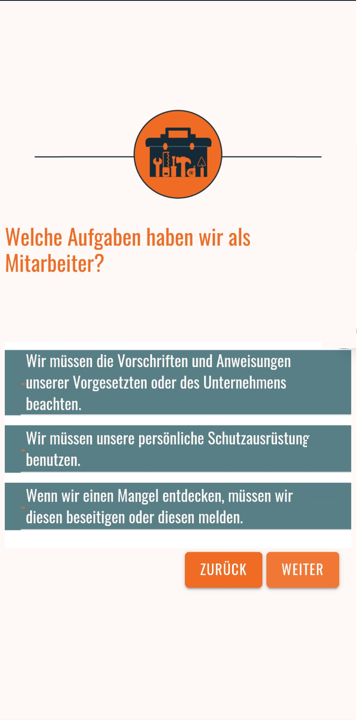 Welche Aufgaben haben wir als
Mitarbeiter?
Wir müssen die Vorschriften und Anweisungen
unserer Vorgesetzten oder des Unternehmens
beachten.
Wir müssen unsere persönliche Schutzausrüstung
benutzen.
Wenn wir einen Mangel entdecken, müssen wir
diesen beseitigen oder diesen melden.
ZURÜCK WEITER